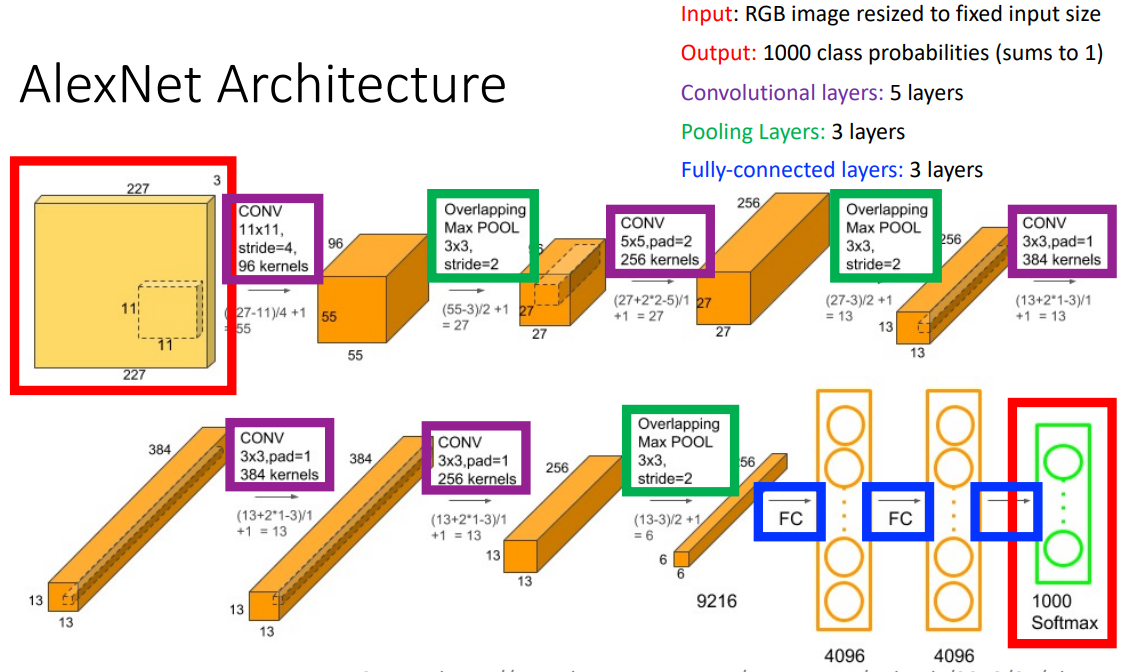 Input: RGB image resized to fixed input size
Output: 1000 class probabilities (sums to 1)
AlexNet Architecture
Convolutional layers: 5 layers
Pooling Layers: 3 layers
Fully-connected layers: 3 layers
227
3
11
11
227
CONV
11x11,
stride=4,
96 kernels
27-11)/4 +1
= 55
96
55
55
Overlapping
Max POOL
3x3,
stride=2
(55-3)/2 +1
= 27
27
27
CONV
5x5,pad=2
256 kernels
(27+2*2-5)/1
+1 = 27
256
27
27
Overlapping
Max POOL
3x3,
stride=2
(27-3)/2 +1
= 13
256
13
13
CONV
3x3,pad=1
384 kernels
(13+2*1-3)/1
+1 = 13
384
13
13
CONV
3x3,pad=1
384 kernels
(13+2*1-3)/1
+1 = 13
384
13
13
CONV
3x3,pad=1
256 kernels
(13+2*1-3)/1
+1 = 13
256
13
13
Overlapping
Max POOL
3x3,
stride=2
(13-3)/2 +1
= 6
256
6
6
9216
FC
4096
FC
4096
1000
Softmax